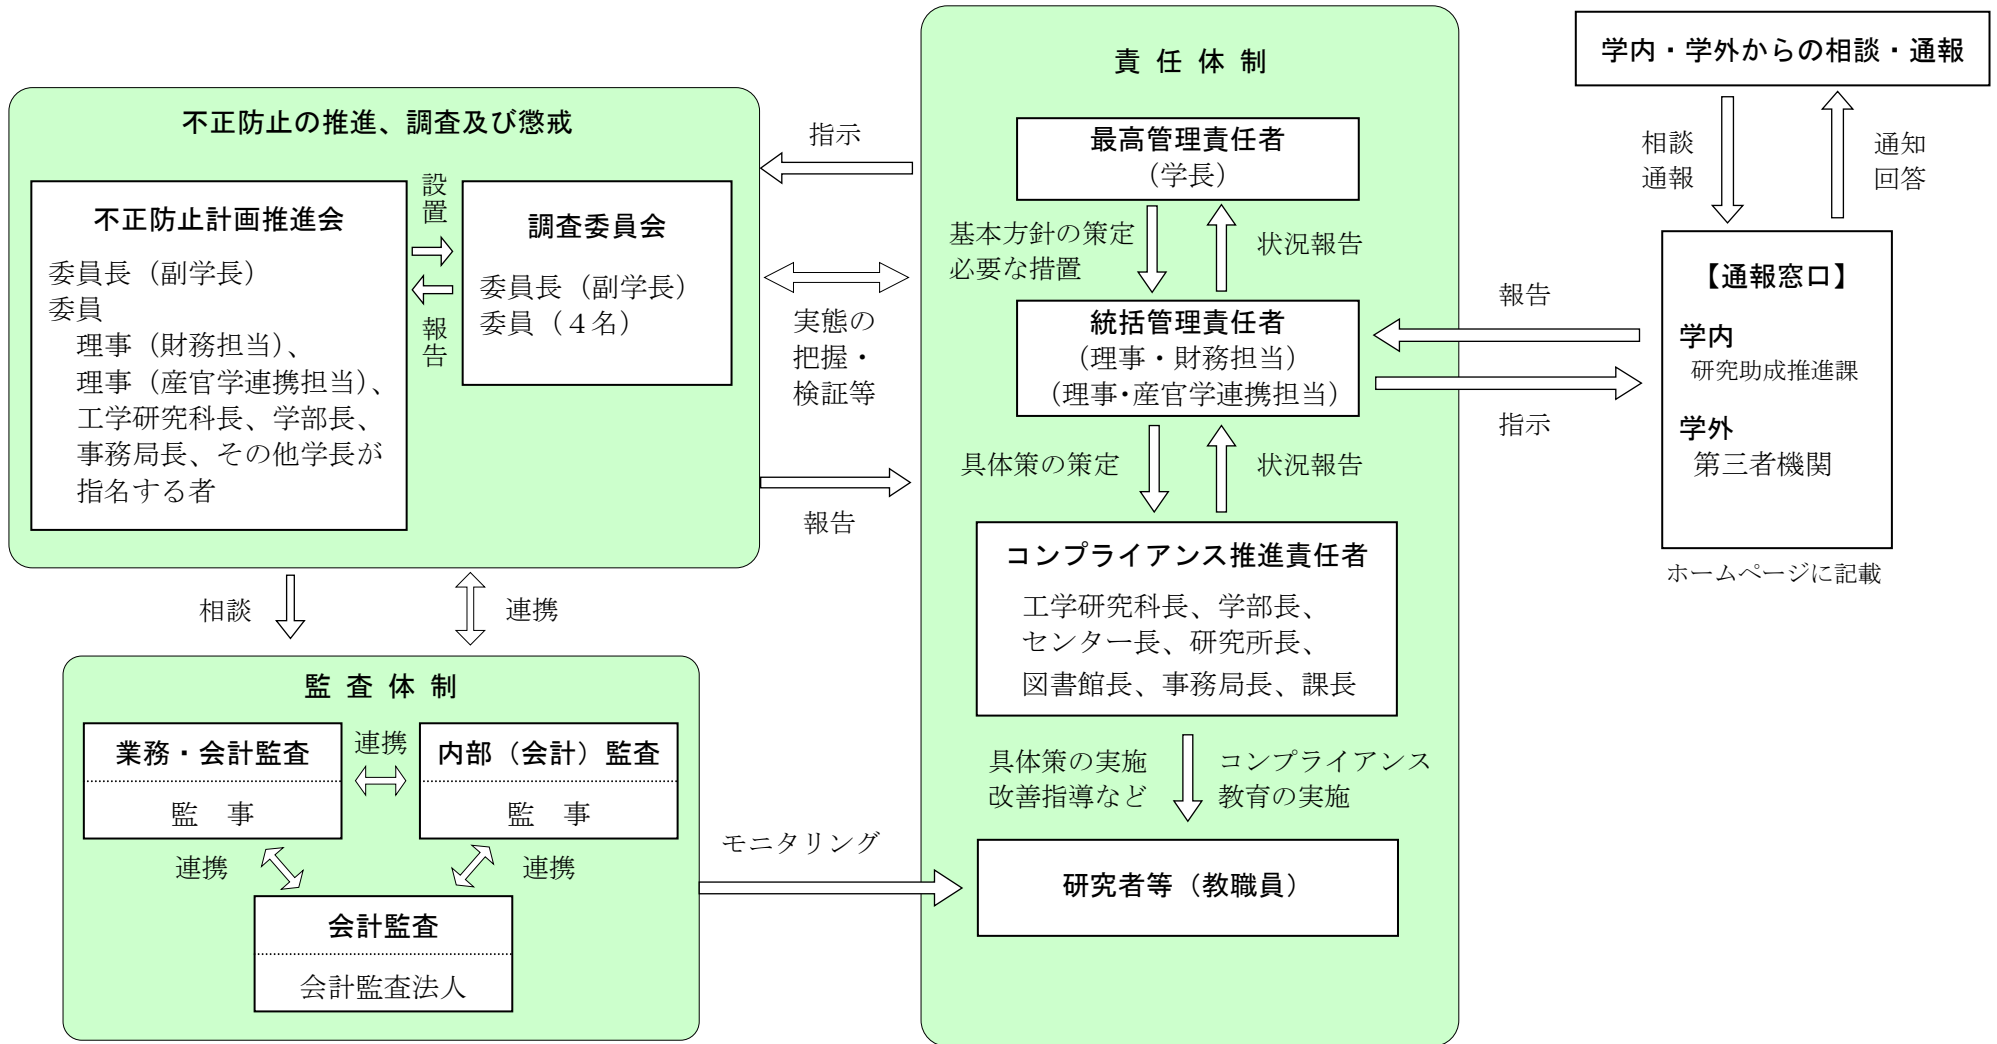 不正防止の推進、調査及び懲戒
不正防止計画推進会
委員長（副学長）
委員
理事（財務担当）、
理事（産官学連携担当）、
工学研究科長、学部長、
事務局長、その他学長が
指名する者
設置
報告
調査委員会
委員長（副学長）
委員（４名）
指示
実態の
把握・
検証等
報告
相談
連携
監査体制
業務・会計監査
監　事
連携
内部（会計）監査
監　事
連携
連携
会計監査
会計監査法人
モニタリング
責任体制
最高管理責任者
（学長）
基本方針の策定
必要な措置
状況報告
統括管理責任者
（理事・財務担当）
（理事・産官学連携担当）
具体策の策定
状況報告
コンプライアンス推進責任者
工学研究科長、学部長、
センター長、研究所長、
図書館長、事務局長、課長
具体策の実施
改善指導など
コンプライアンス
教育の実施
研究者等（教職員）
学内・学外からの相談・通報
相談
通報
通知
回答
報告
指示
【通報窓口】
学内
研究助成推進課
学外
第三者機関
ホームページに記載